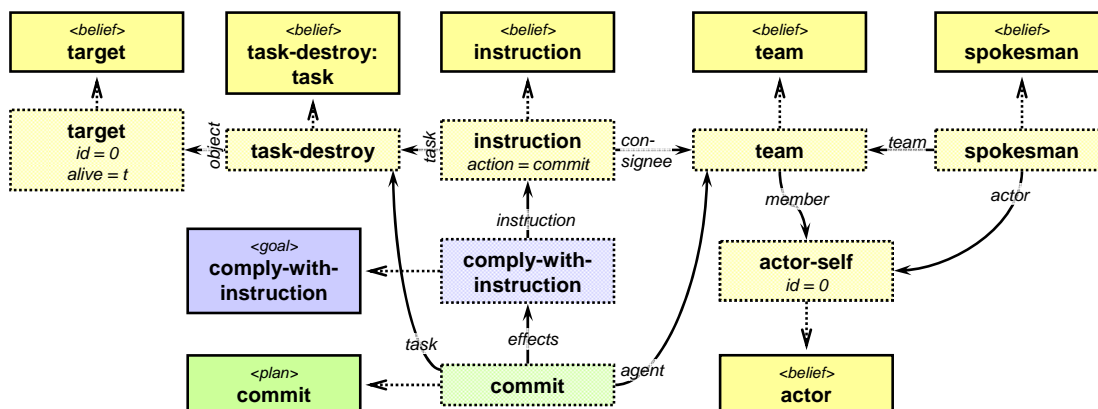 <belief>
target
<belief>
task-destroy:
task
<belief>
instruction
<belief>
team
<belief>
spokesman
target
id = 0
alive = t
object
task-destroy
task
instruction
action = commit
con-
signee
team
team
spokesman
member
actor
instruction
<goal>
comply-with-
instruction
comply-with-
instruction
actor-self
id = 0
task
effects
agent
<plan>
commit
commit
<belief>
actor